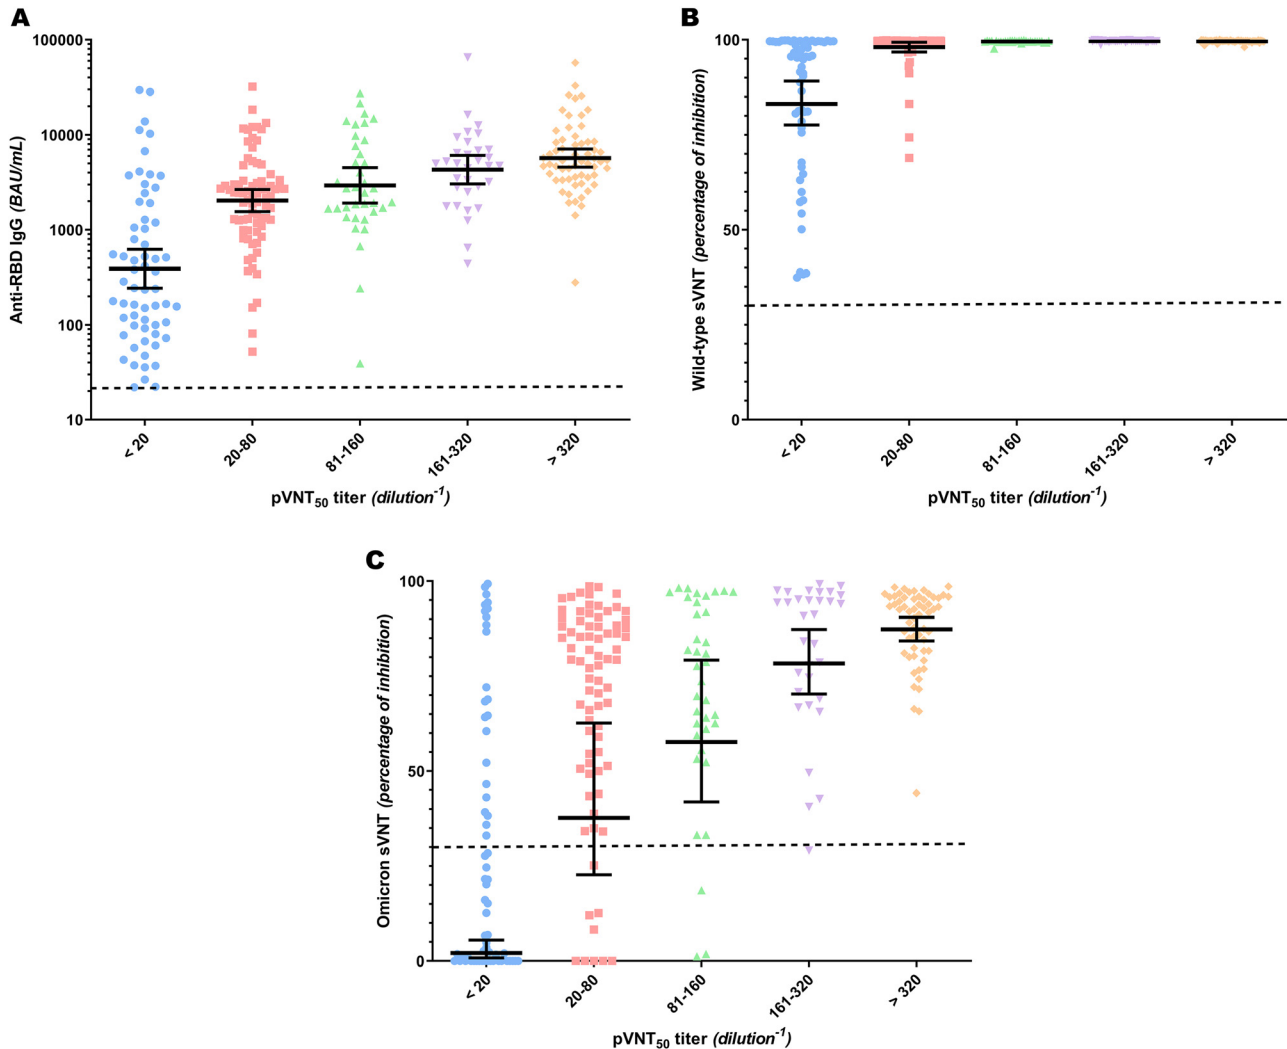 A
100000
10000
1000
100
10
Anti-RBD IgG (BAU/mL)
< 20
20-80
81-160
161-320
> 320
pVNT50 titer (dilution-1)
B
100
50
0
Wild-type sVNT (percentage of inhibition)
< 20
20-80
81-160
161-320
> 320
pVNT50 titer (dilution-1)
C
100
50
0
Omicron sVNT (percentage of inhibition)
< 20
20-80
81-160
161-320
> 320
pVNT50 titer (dilution-1)